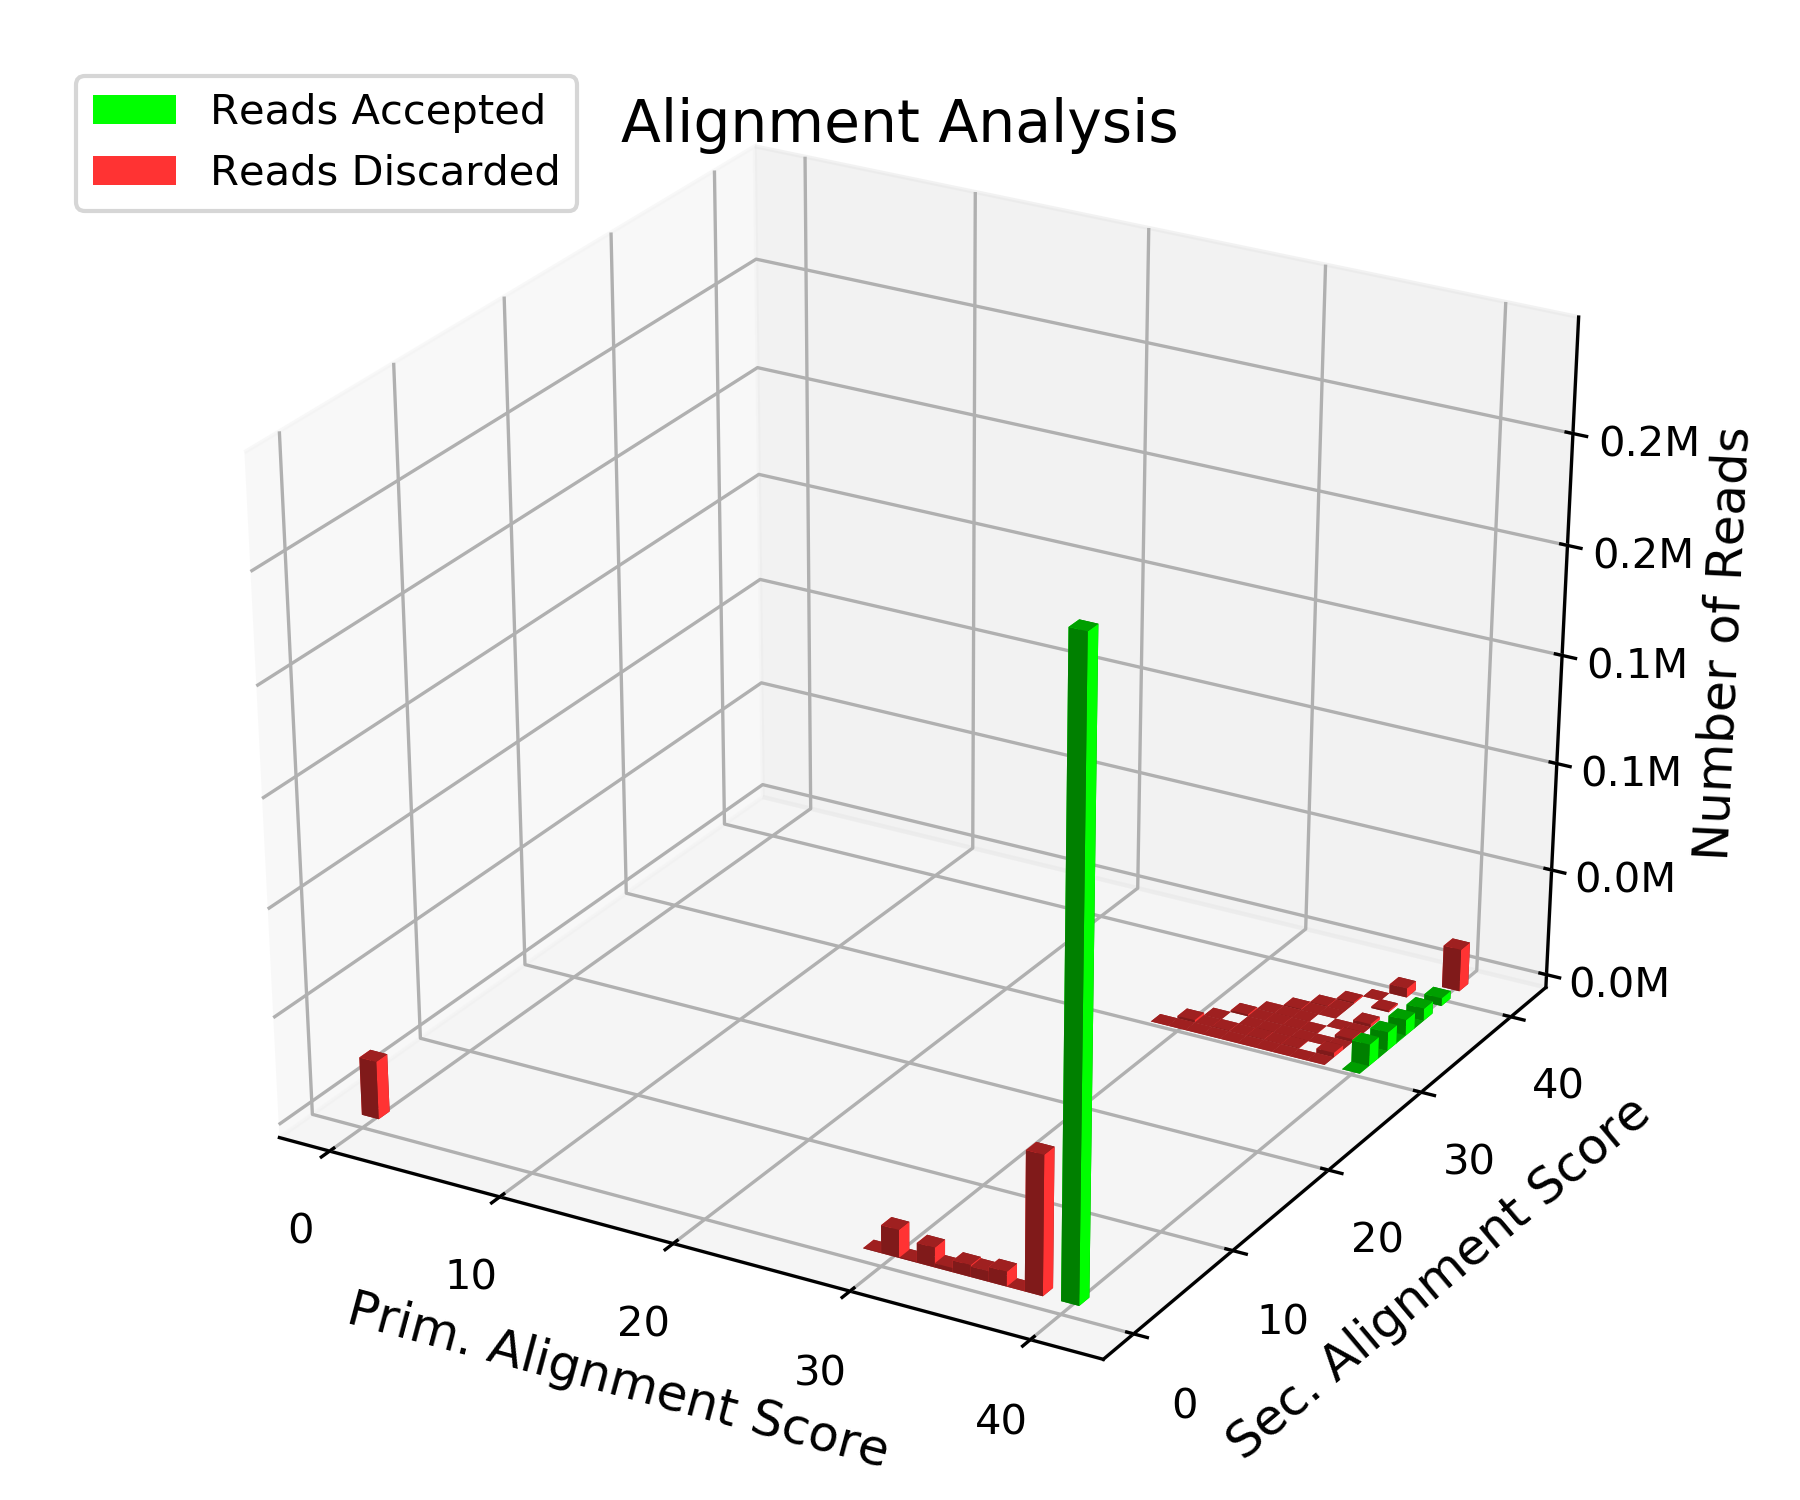 Reads Accepted
Reads Discarded
Alignment Analysis
0.2M
0.2M
0.1M
0.1M
0.0M
0.0M
Number of Reads
0
10
20
30
40
Prim. Alignment Score
0
10
20
30
40
Sec. Alignment Score